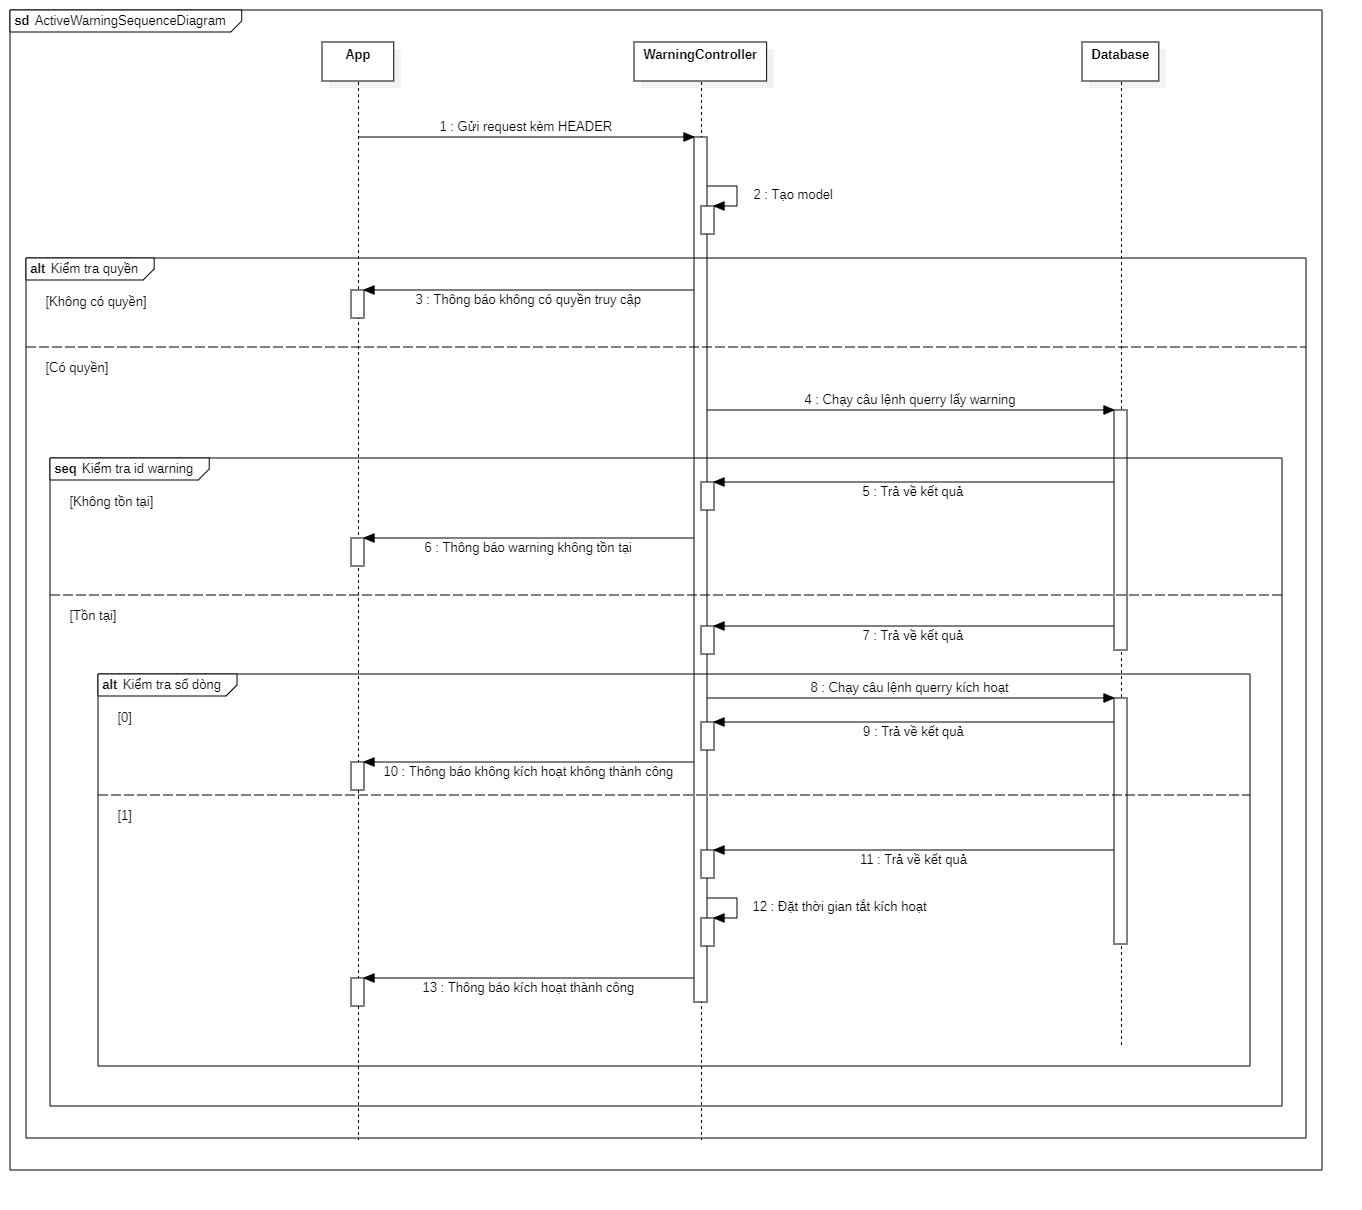 sd ActiveWarningSequenceDiagram
App
WarningController
Database
1 : Gửi request kèm HEADER
2 : Tạo model
alt Kiểm tra quyền
3 : Thông báo không có quyền truy cập
[Không có quyền]
[Có quyền]
4 : Chạy câu lệnh querry lấy warning
seq Kiểm tra id warning
5 : Trả về kết quả
[Không tồn tại]
6 : Thông báo warning không tồn tại
[Tồn tại]
7 : Trả về kết quả
alt Kiểm tra số dòng
8 : Chạy câu lệnh querry kích hoạt
[0]
9 : Trả về kết quả
10 : Thông báo không kích hoạt không thành công
[1]
11 : Trả về kết quả
12 : Đặt thời gian tắt kích hoạt
13 : Thông báo kích hoạt thành công